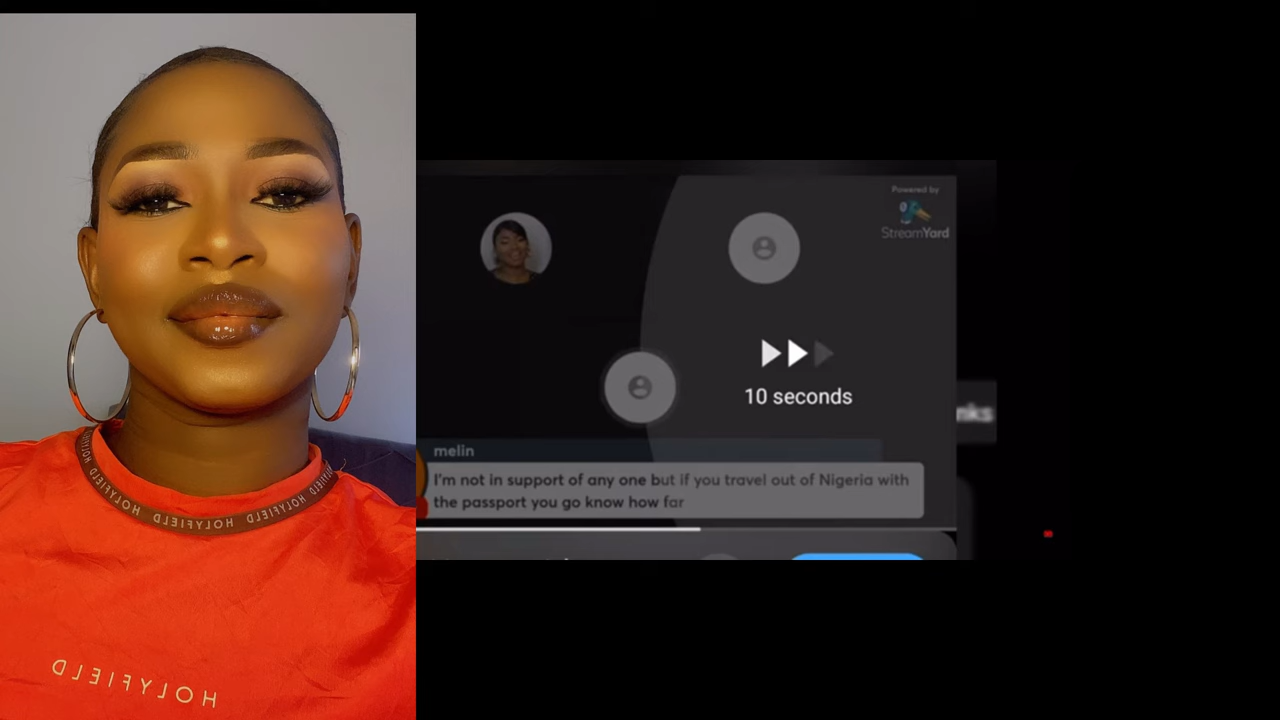 HOLYFIELD HOLYFIELD HOLYFIELD HOLYFIELD
HOLYFIELD
Powered by
StreamYard
10 seconds
melin
I'm not in support of any one but if you travel out of Nigeria with
the passport you go know how far